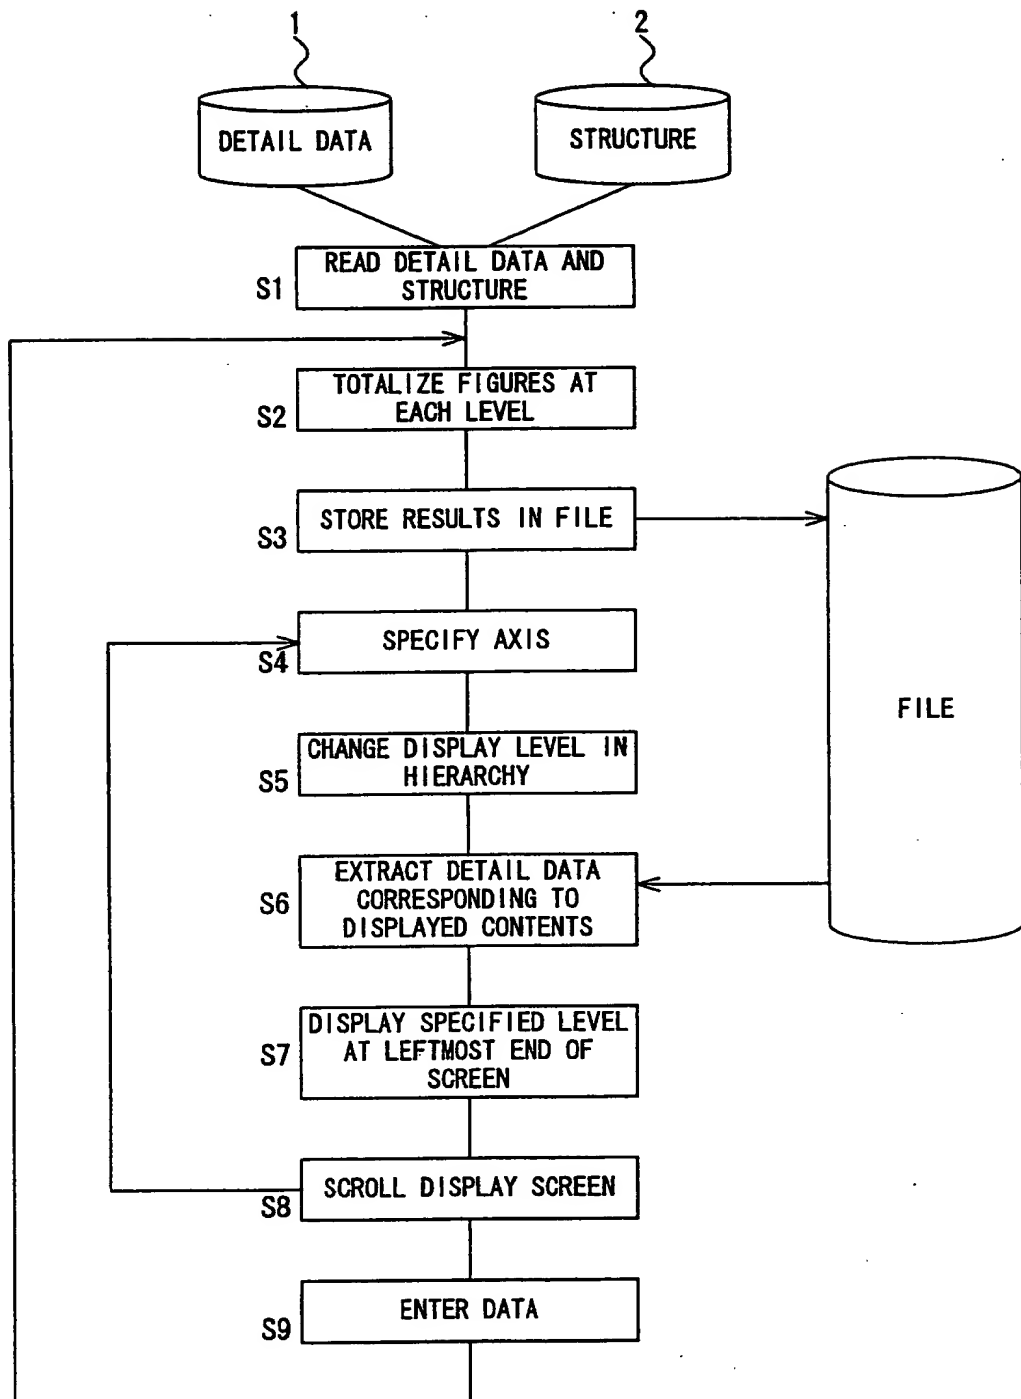 1
2
DETAIL DATA
STRUCTURE
READ DETAIL DATA AND
STRUCTURE
S1
TOTALIZE FIGURES AT
EACH LEVEL
S2
STORE RESULTS IN FILE
S3
SPECIFY AXIS
S4
FILE
CHANGE DISPLAY LEVEL IN
HIERARCHY
S5
EXTRACT DETAIL DATA
CORRESPONDING TO
DISPLAYED CONTENTS
S6
DISPLAY SPECIFIED LEVEL
AT LEFTMOST END OF
SCREEN
S7
SCROLL DISPLAY SCREEN
S8
ENTER DATA
S9